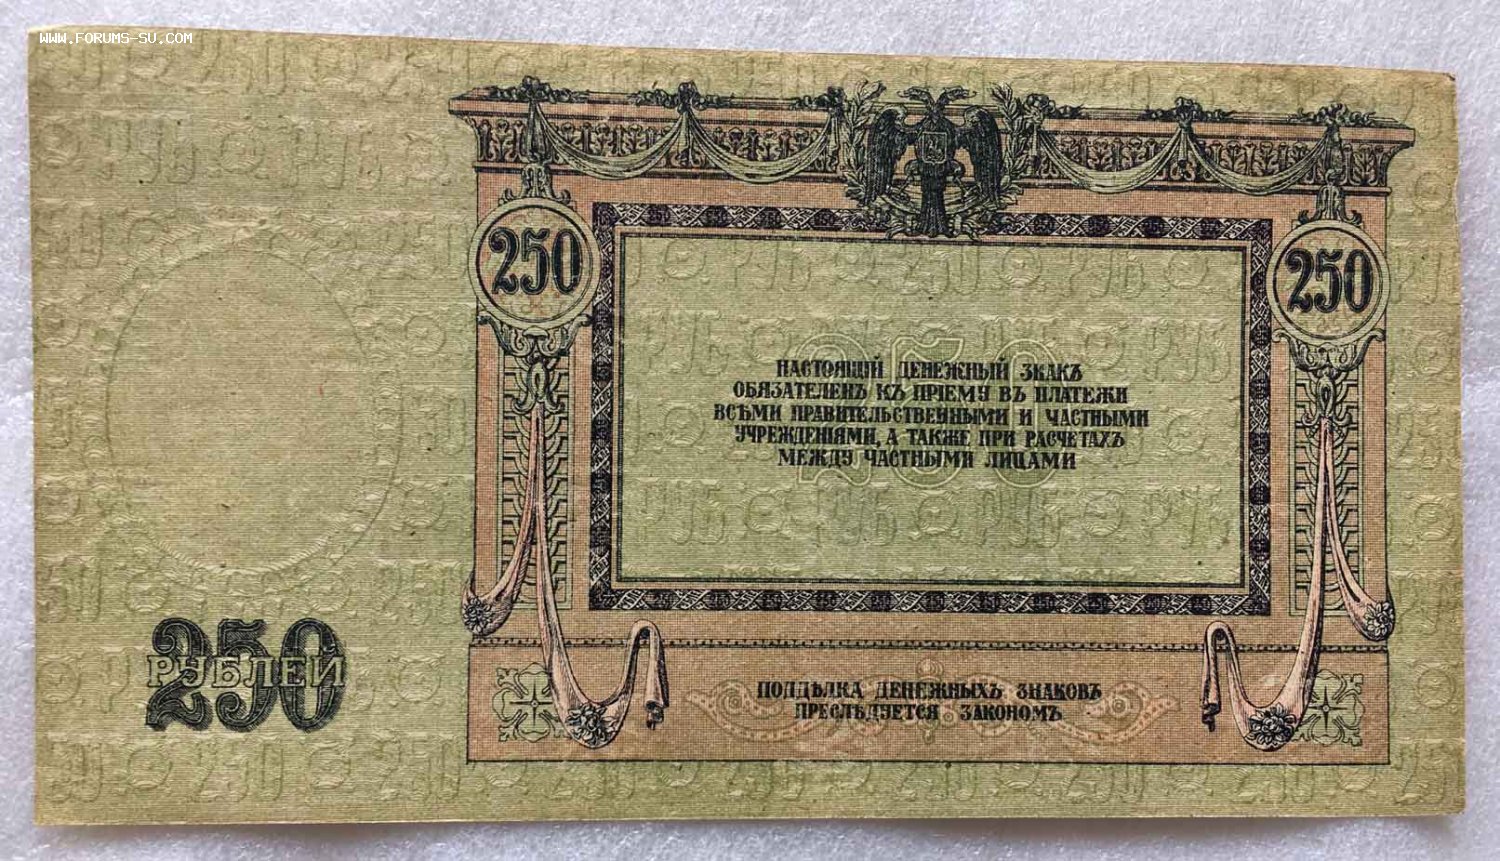 WWW.FORUMS-SU.COM
250
250
250
НАСТОЯЩІЙ ДЕНЕЖНЫЙ ЗНАКЪ
ОБЯЗАТЕЛЕНЪ КЪ ПРІЕМУ ВЪ ПЛАТЕЖИ
ВСѢМИ ПРАВИТЕЛЬСТВЕННЫМИ И ЧАСТНЫМИ
УЧРЕЖДЕНІЯМИ, А ТАКЖЕ ПРИ РАСЧЕТАХЪ
МЕЖДУ ЧАСТНЫМИ ЛИЦАМИ
250
РУБЛЕЙ
ПОДДѢЛКА ДЕНЕЖНЫХЪ ЗНАКОВЪ
ПРЕСЛѢДУЕТСЯ ЗАКОНОМЪ